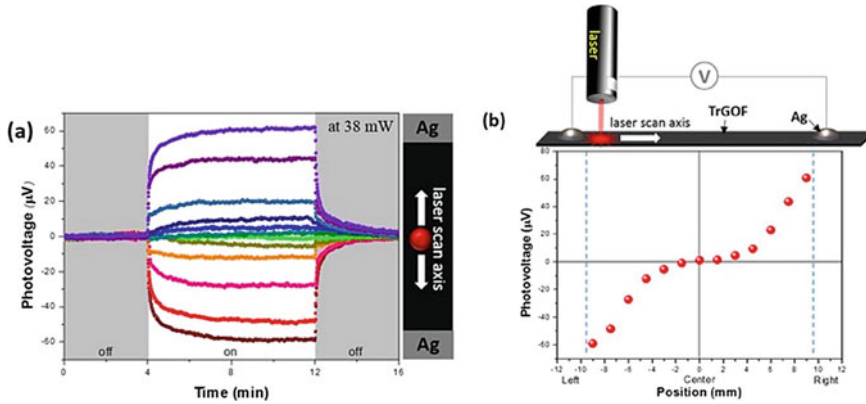 (a)
at 38 mW
Photovoltage (μV)
60
40
20
0
-20
-40
-60
off
on
off
0
4
8
12
16
Time (min)
Ag
laser scan axis
Ag
(b)
laser
V
TrGOF
Ag
laser scan axis
Photovoltage (μV)
80
60
40
20
0
-20
-40
-60
-12 -10 -8 -6 -4 -2 0 2 4 6 8 10 12
Left
Center
Right
Position (mm)